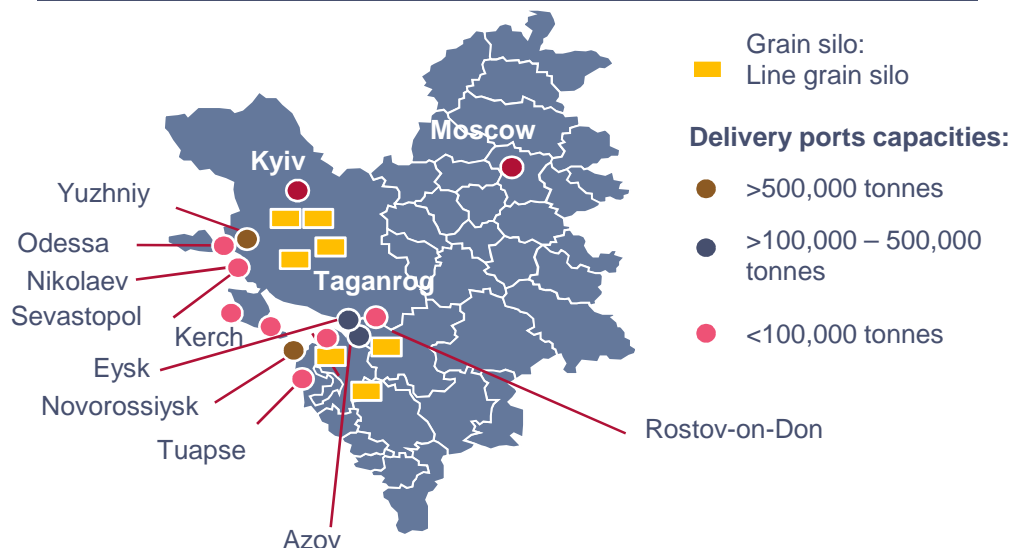 Grain silo:
Line grain silo
Moscow
Delivery ports capacities:
Kyiv
>500,000 tonnes
Yuzhniy
Odessa
>100,000 – 500,000
tonnes
Nikolaev
Taganrog
Sevastopol
Kerch
<100,000 tonnes
Eysk
Novorossiysk
Rostov-on-Don
Tuapse
Azov